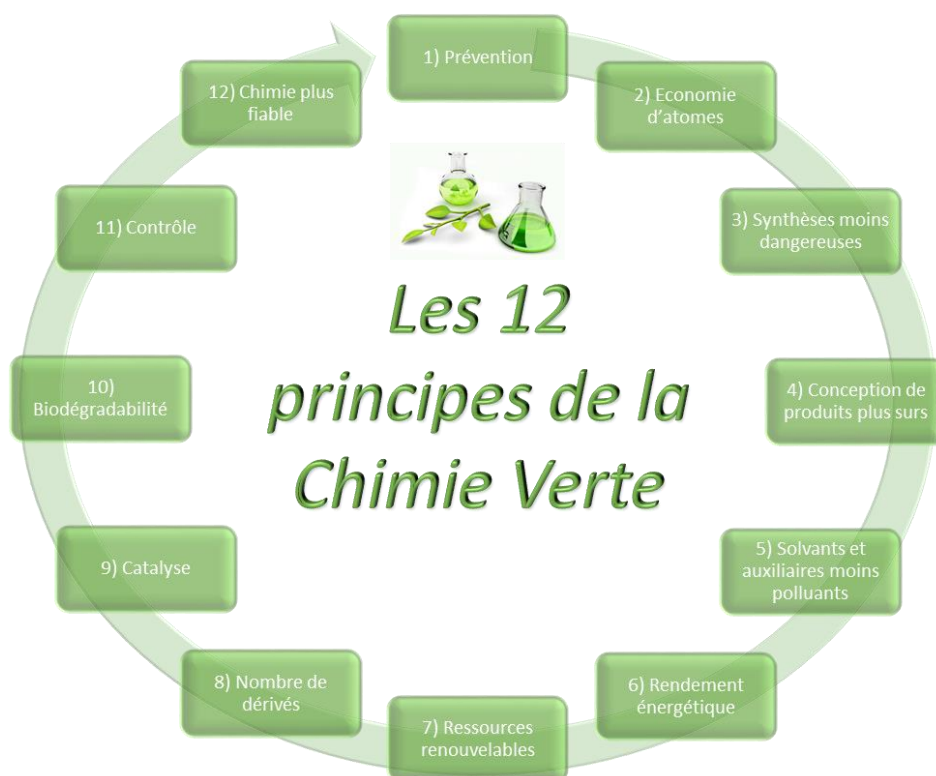 Les 12
principes de la
Chimie Verte
1) Prévention
2) Economie
d'atomes
3) Synthèses moins
dangereuses
4) Conception de
produits plus surs
5) Solvants et
auxiliaires moins
polluants
6) Rendement
énergétique
7) Ressources
renouvelables
8) Nombre de
dérivés
9) Catalyse
10)
Biodégradabilité
11) Contrôle
12) Chimie plus
fiable